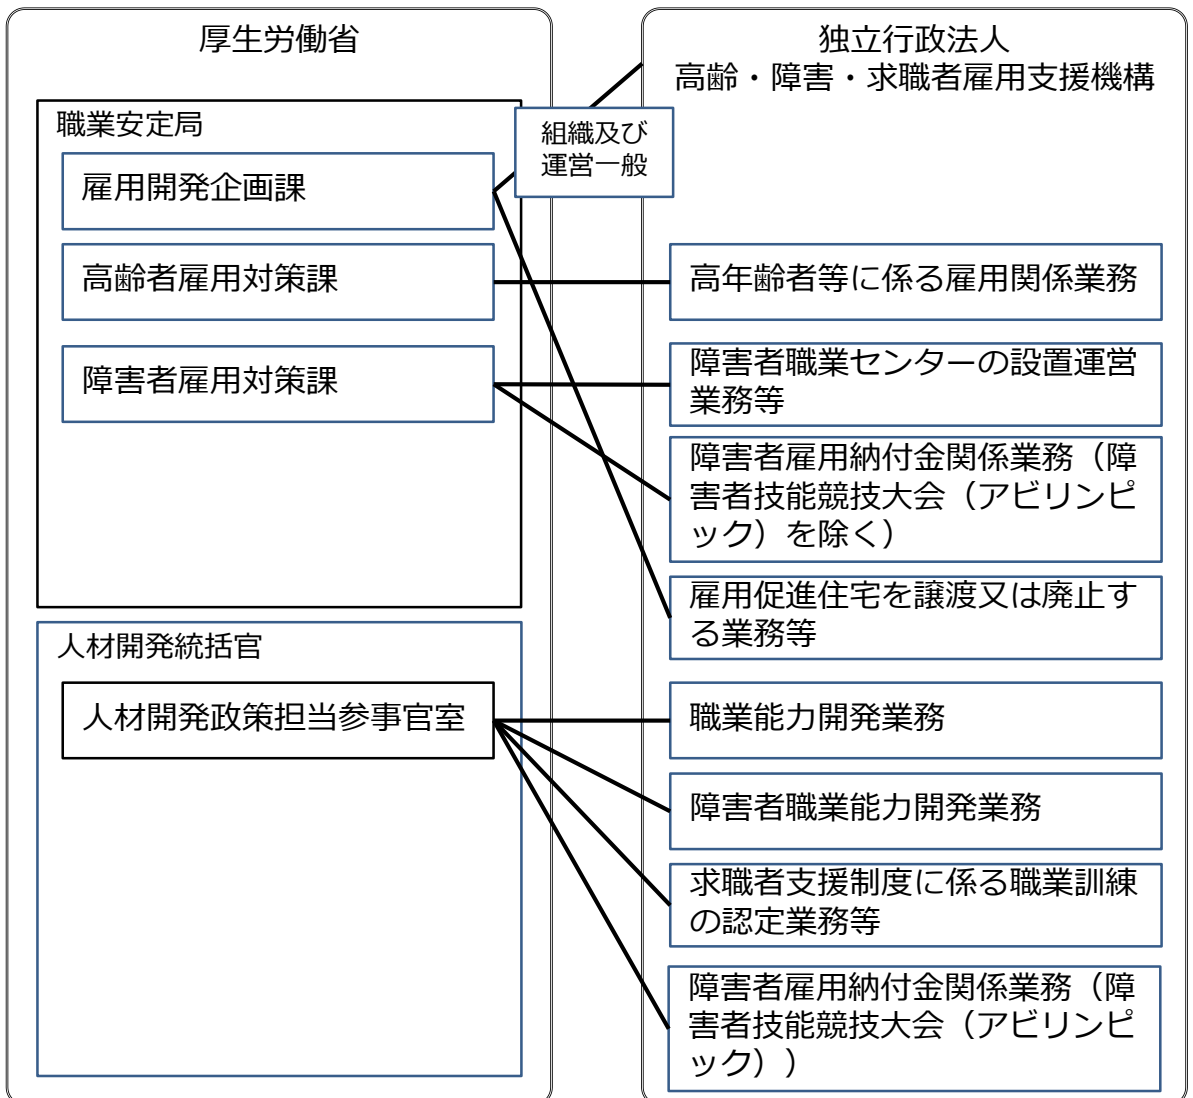 厚生労働省
職業安定局
雇用開発企画課
高齢者雇用対策課
障害者雇用対策課
人材開発統括官
人材開発政策担当参事官室
組織及び
運営一般
独立行政法人
高齢・障害・求職者雇用支援機構
高年齢者等に係る雇用関係業務
障害者職業センターの設置運営
業務等
障害者雇用納付金関係業務（障
害者技能競技大会（アビリンピ
ック）を除く）
雇用促進住宅を譲渡又は廃止す
る業務等
職業能力開発業務
障害者職業能力開発業務
求職者支援制度に係る職業訓練
の認定業務等
障害者雇用納付金関係業務（障
害者技能競技大会（アビリンピ
ック））